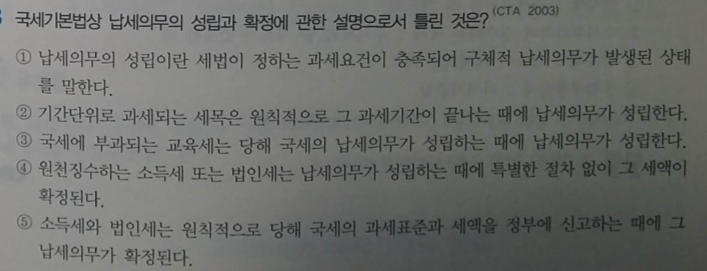 국세기본법상 납세의무의 성립과 확정에 관한 설명으로서 틀린 것은? (CTA 2003)
① 납세의무의 성립이란 세법이 정하는 과세요건이 충족되어 구체적 납세의무가 발생된 상태
를 말한다.
② 기간단위로 과세되는 세목은 원칙적으로 그 과세기간이 끝나는 때에 납세의무가 성립한다.
③ 국세에 부과되는 교육세는 당해 국세의 납세의무가 성립하는 때에 납세의무가 성립한다.
④ 원천징수하는 소득세 또는 법인세는 납세의무가 성립하는 때에 특별한 절차 없이 그 세액이
확정된다.
⑤ 소득세와 법인세는 원칙적으로 당해 국세의 과세표준과 세액을 정부에 신고하는 때에 그
납세의무가 확정된다.